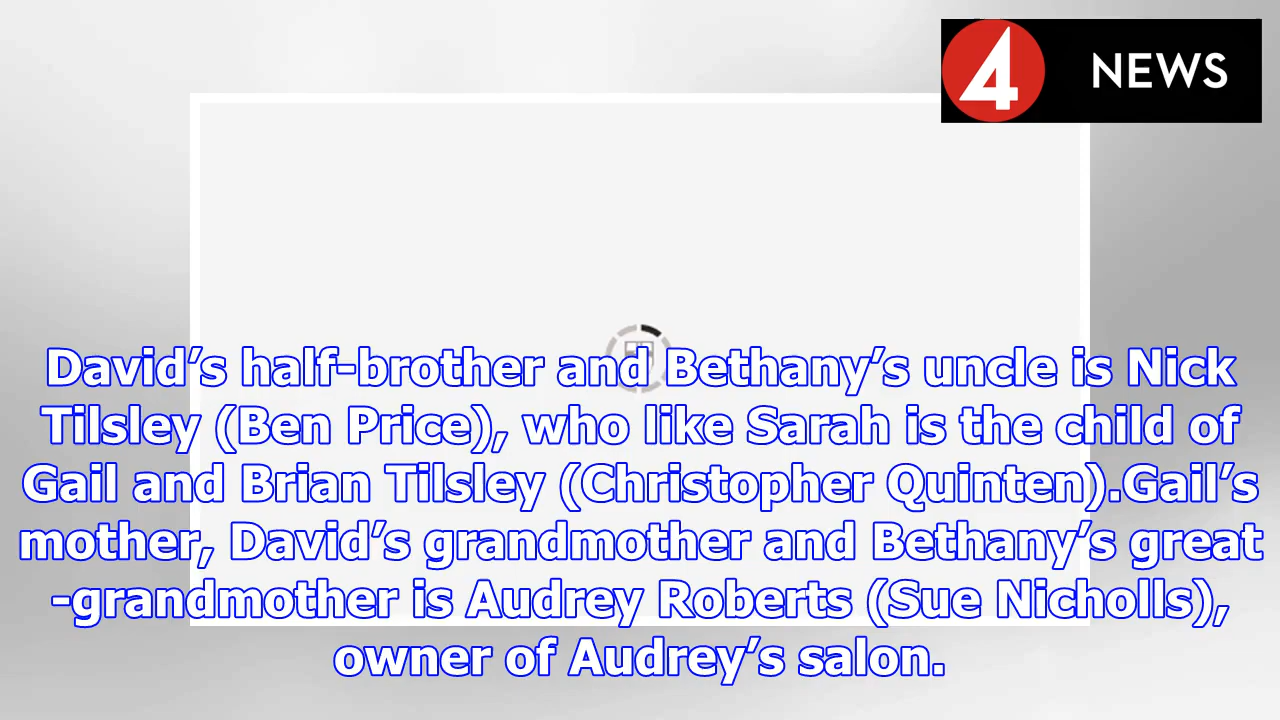 4 NEWS
David’s half-brother and Bethany’s uncle is Nick
Tilsley (Ben Price), who like Sarah is the child of
Gail and Brian Tilsley (Christopher Quinten).Gail’s
mother, David’s grandmother and Bethany’s great
-grandmother is Audrey Roberts (Sue Nicholls),
owner of Audrey’s salon.